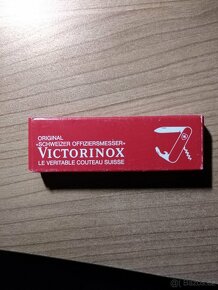 ORIGINAL
«SCHWEIZER OFFIZIERSMESSER»
VICTORINOX
LE VERITABLE COUTEAU SUISSE